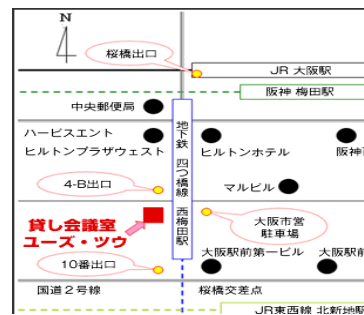 N
桜橋出口
JR 大阪駅
阪神 梅田駅
中央郵便局
ハービスエント
ヒルトンプラザウェスト
地下鉄 四つ橋線 西梅田駅
ヒルトンホテル
阪神
4-B出口
マルビル
貸し会議室
ユーズ・ツウ
大阪市営
駐車場
10番出口
大阪駅前第一ビル
大阪駅前
国道2号線
桜橋交差点
JR東西線 北新地駅